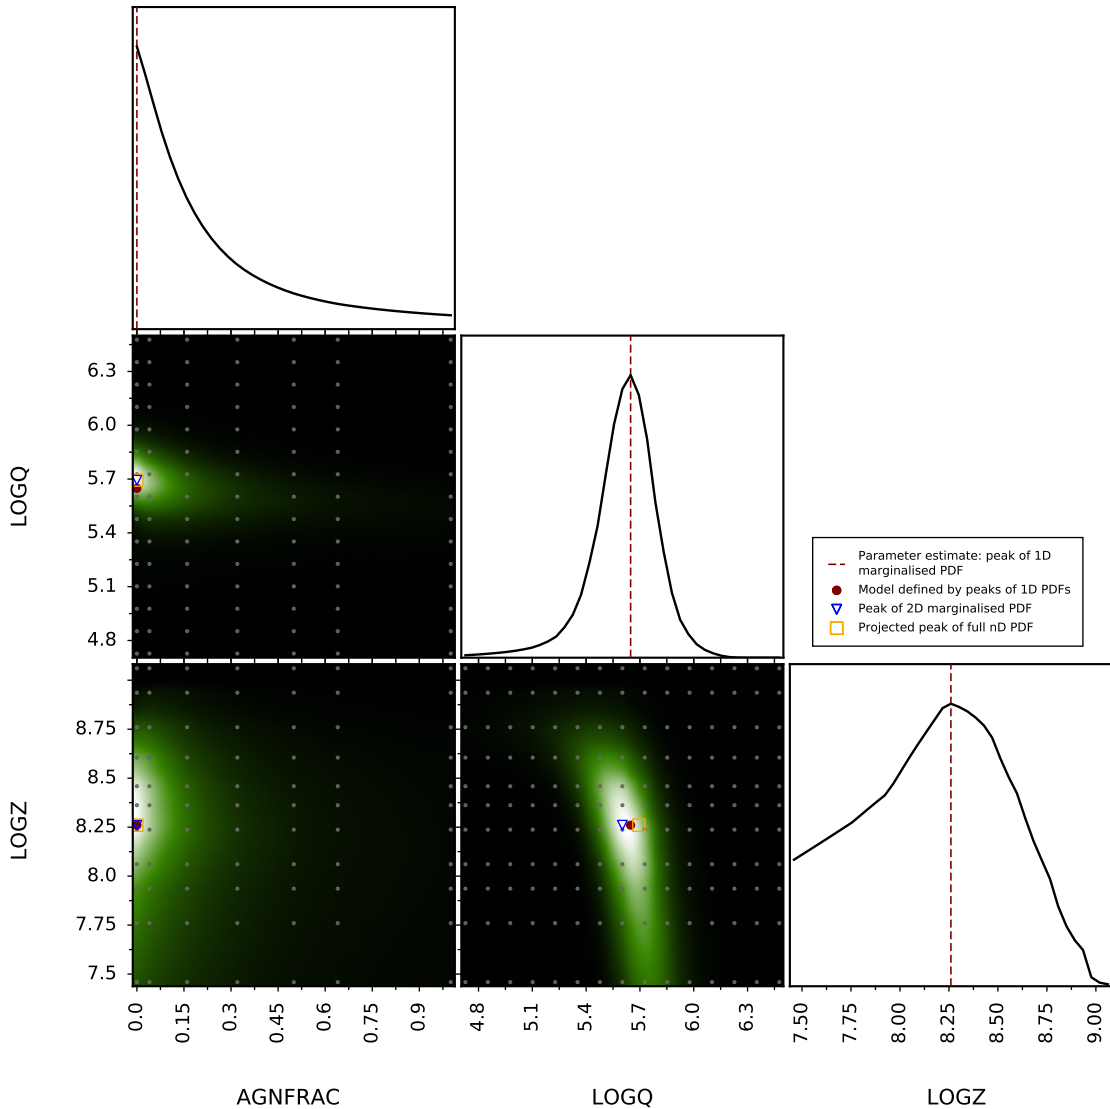 LOGQ
6.3
6.0
5.7
5.4
5.1
4.8
Parameter estimate: peak of 1D
marginalised PDF
Model defined by peaks of 1D PDFs
Peak of 2D marginalised PDF
Projected peak of full nD PDF
LOGZ
8.75
8.5
8.25
8.0
7.75
7.5
0.0 0.15 0.3 0.45 0.6 0.75 0.9
4.8 5.1 5.4 5.7 6.0 6.3
7.50 7.75 8.00 8.25 8.50 8.75 9.00
AGNFRAC LOGQ LOGZ